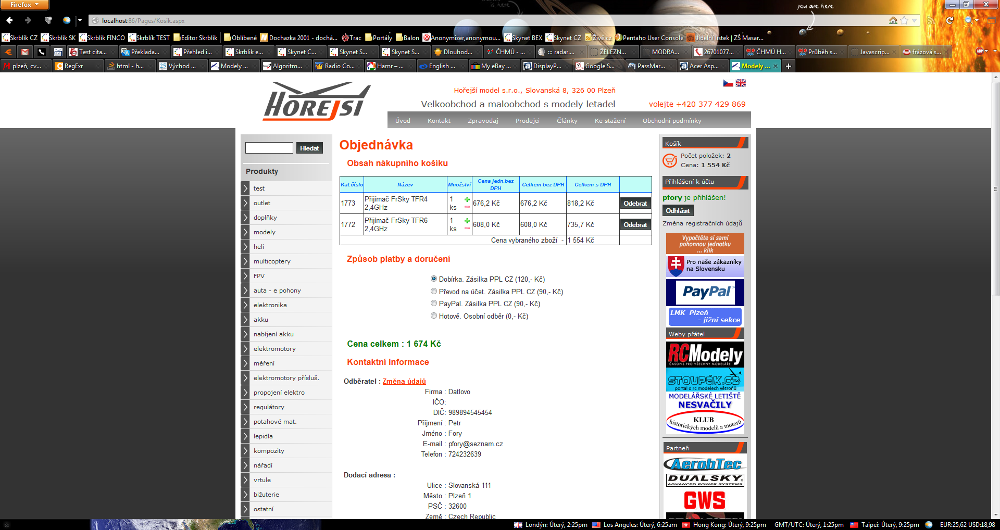 Firefox
is here
you are here
localhost:86/Pages/Kosik.aspx
Skrblík CZ Skrblík SK Skrblík FINCO Skrblík TEST Editor Skrblík Oblíbené Dochazka 2001 - dochá... Trac Portály Balon Anonymizer,anonymou... Skynet BEX Skynet CZ Živě.cz Pentaho User Console Jídelní lístek | ZŠ Masar...
Test cita... Překlada... Přehled i... Skrblík e... Skynet C... Skynet S... Skynet S... Dlouhod... ČHMÚ - ... ::: radar.... ŽELEZN... MODRA... 26701077... ČHMÚ H... Průběh s... Javascrip... frázová s... ABP
plzeň, cv... RegExr html - h... Východ ... Modely ... Algoritm... Radio Co... Hamr – ... English ... My eBay ... DisplayP... Google S... PassMar... Acer Asp... Modely ...
HOŘEJŠÍ
Hořejší model s.r.o., Slovanská 8, 326 00 Plzeň
Velkoobchod a maloobchod s modely letadel
volejte +420 377 429 869
Úvod Kontakt Zpravodaj Prodejci Články Ke stažení Obchodní podmínky
Hledat
Produkty
test
outlet
doplňky
modely
heli
multicoptery
FPV
auta - e pohony
elektronika
akku
nabíjení akku
elektromotory
měření
elektromotory přísluš.
propojení elektro
regulátory
potahové mat.
lepidla
kompozity
nářadí
vrtule
bižuterie
ostatní
Objednávka
Obsah nákupního košíku
Kat.číslo Název Množství Cena jedn.bez DPH Celkem bez DPH Celkem s DPH
1773 Přijímač FrSky TFR4 2,4GHz 1 ks 676,2 Kč 676,2 Kč 818,2 Kč Odebrat
1772 Přijímač FrSky TFR6 2,4GHz 1 ks 608,0 Kč 608,0 Kč 735,7 Kč Odebrat
Cena vybraného zboží - 1 554 Kč
Způsob platby a doručení
Dobírka. Zásilka PPL CZ (120,- Kč)
Převod na účet. Zásilka PPL CZ (90,- Kč)
PayPal. Zásilka PPL CZ (90,- Kč)
Hotově. Osobní odběr (0,- Kč)
Cena celkem : 1 674 Kč
Kontaktní informace
Odběratel : Změna údajů
Firma : Datlovo
IČO:
DIČ: 989894545454
Příjmení : Petr
Jméno : Fory
E-mail : pfory@seznam.cz
Telefon : 724232639
Dodací adresa :
Ulice : Slovanská 111
Město : Plzeň 1
PSČ : 32600
Země : Czech Republic
Košík
Počet položek: 2
Cena: 1 554 Kč
Přihlášení k účtu
pfory je přihlášen!
Odhlásit
Změna registračních údajů
Vypočtěte si sami
pohonnou jednotku
... klik
Pro naše zákazníky
na Slovensku
PayPal
LMK Plzeň
- jižní sekce
Weby přátel
RCModely
ČASOPIS PRO VŠECHNY MODELÁŘE
STOUPÁK.CZ
portal o rc modelech větroňů
MODELÁŘSKÉ LETIŠTĚ
NESVAČILY
KLUB
historických modelů a motorů
Partneři
AerobTec
DUALSKY
ADVANCED POWER SYSTEMS
GWS
Londýn: Úterý, 2:25pm Los Angeles: Úterý, 6:25am Hong Kong: Úterý, 9:25pm GMT/UTC: Úterý, 1:25pm Taipei: Úterý, 9:25pm EUR:25,62 USD:18,98